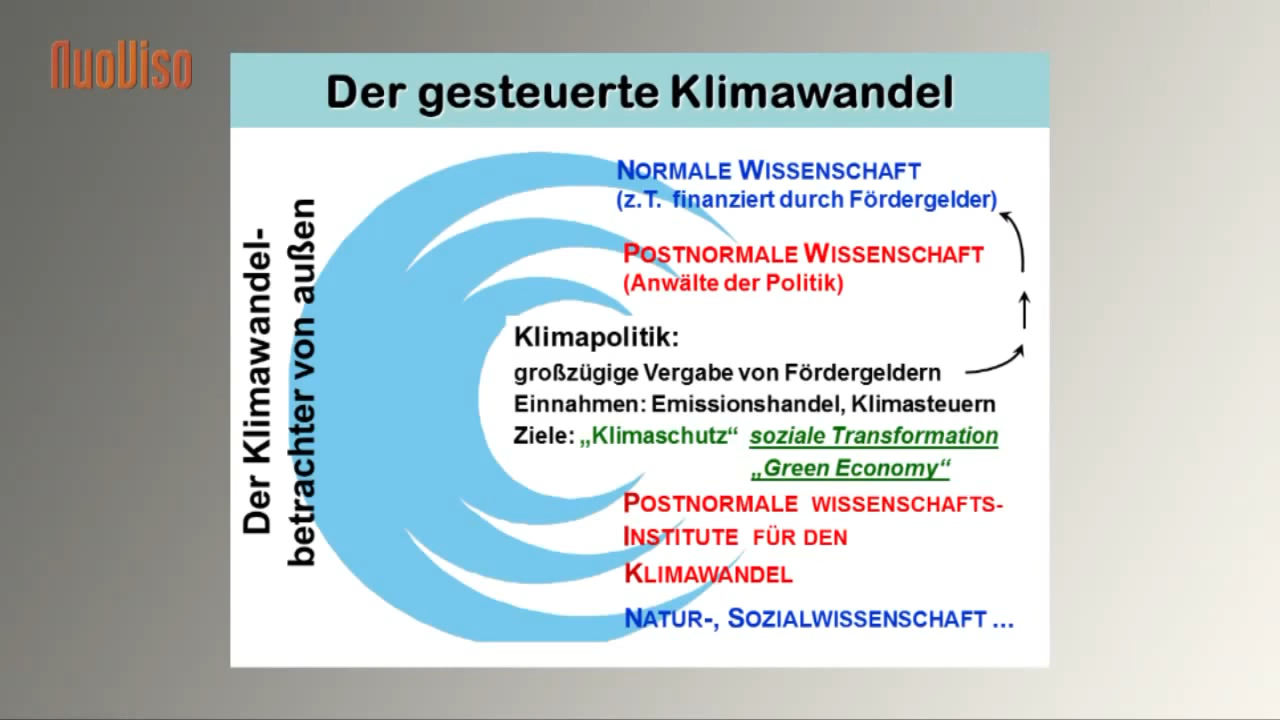 NuoViso
Der gesteuerte Klimawandel
Der Klimawandel-
betrachter von außen
NORMALE WISSENSCHAFT
(z.T. finanziert durch Fördergelder)
POSTNORMALE WISSENSCHAFT
(Anwälte der Politik)
Klimapolitik:
großzügige Vergabe von Fördergeldern
Einnahmen: Emissionshandel, Klimasteuern
Ziele: „Klimaschutz“ soziale Transformation
„Green Economy“
POSTNORMALE WISSENSCHAFTS-
INSTITUTE FÜR DEN
KLIMAWANDEL
NATUR-, SOZIALWISSENSCHAFT ...